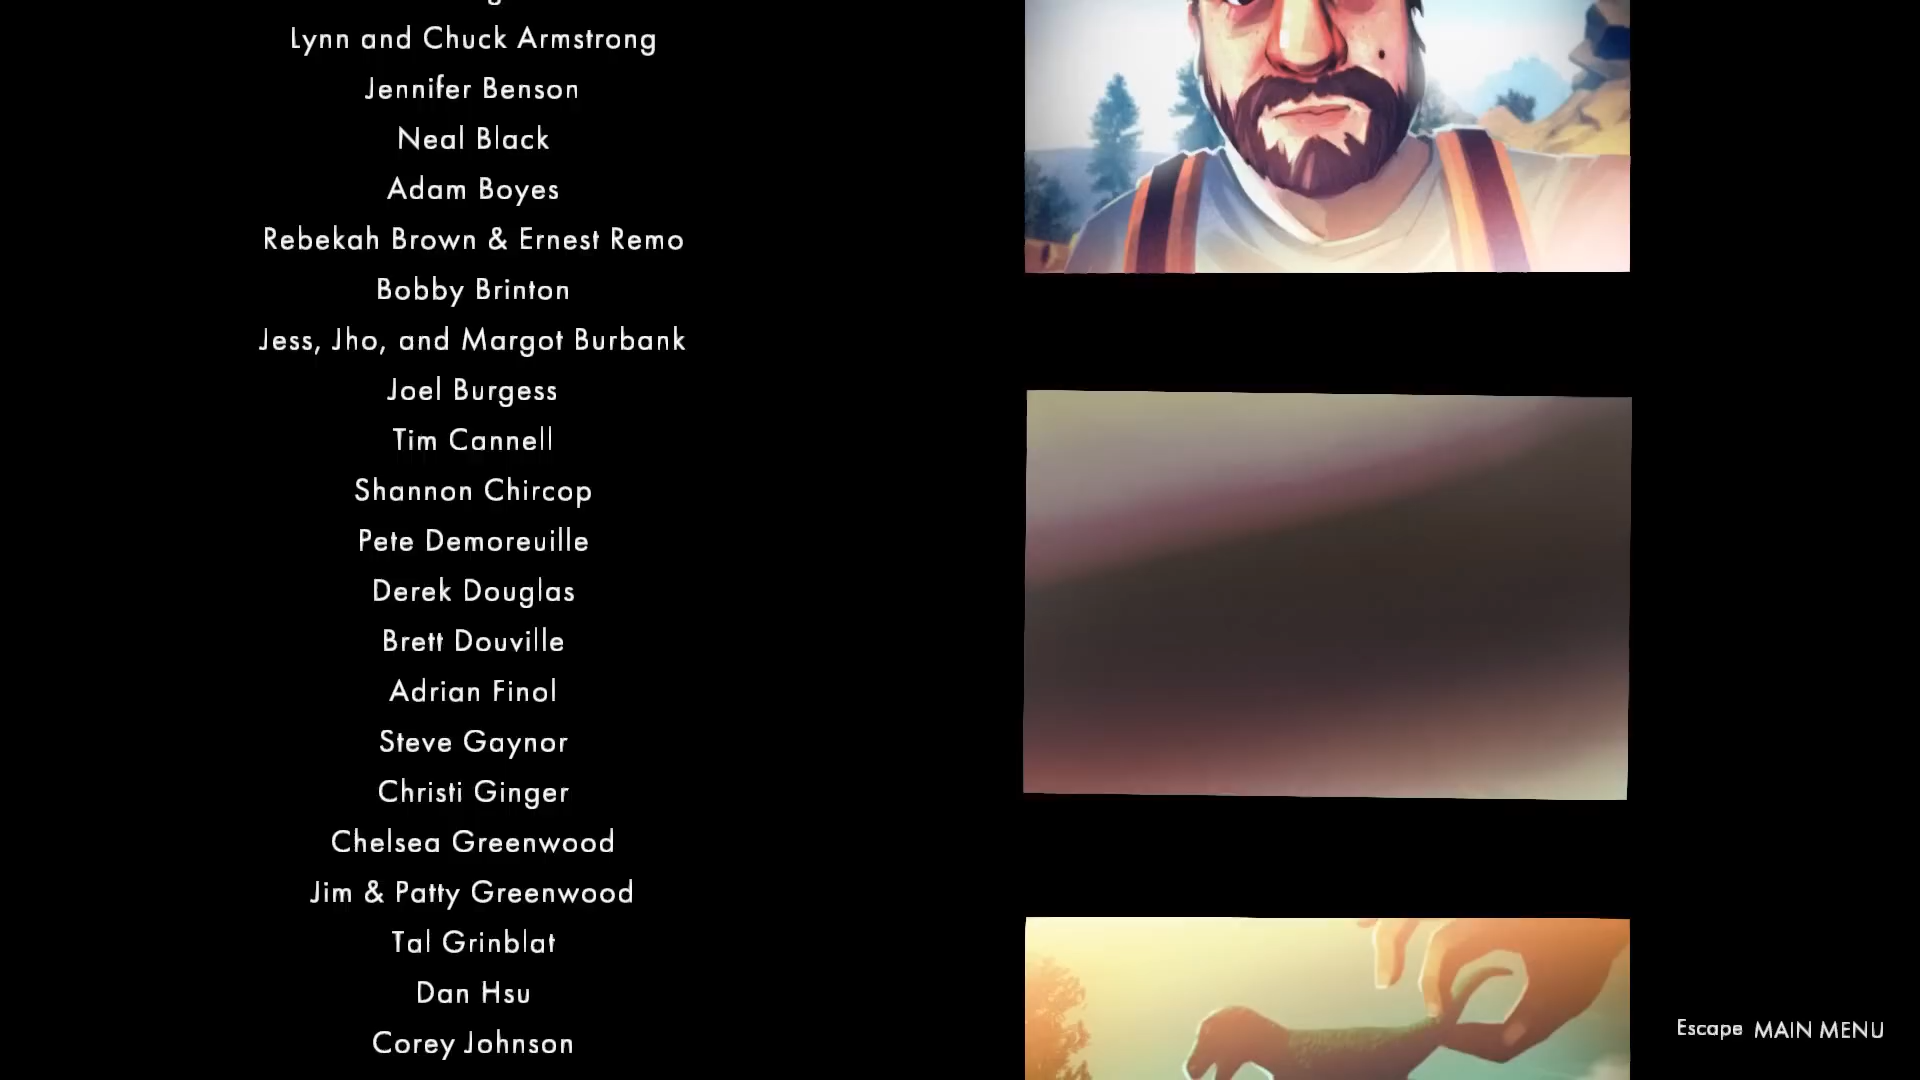 Lynn and Chuck Armstrong
Jennifer Benson
Neal Black
Adam Boyes
Rebekah Brown & Ernest Remo
Bobby Brinton
Jess, Jho, and Margot Burbank
Joel Burgess
Tim Cannell
Shannon Chircop
Pete Demoreuille
Derek Douglas
Brett Douville
Adrian Finol
Steve Gaynor
Christi Ginger
Chelsea Greenwood
Jim & Patty Greenwood
Tal Grinblat
Dan Hsu
Corey Johnson
Escape MAIN MENU